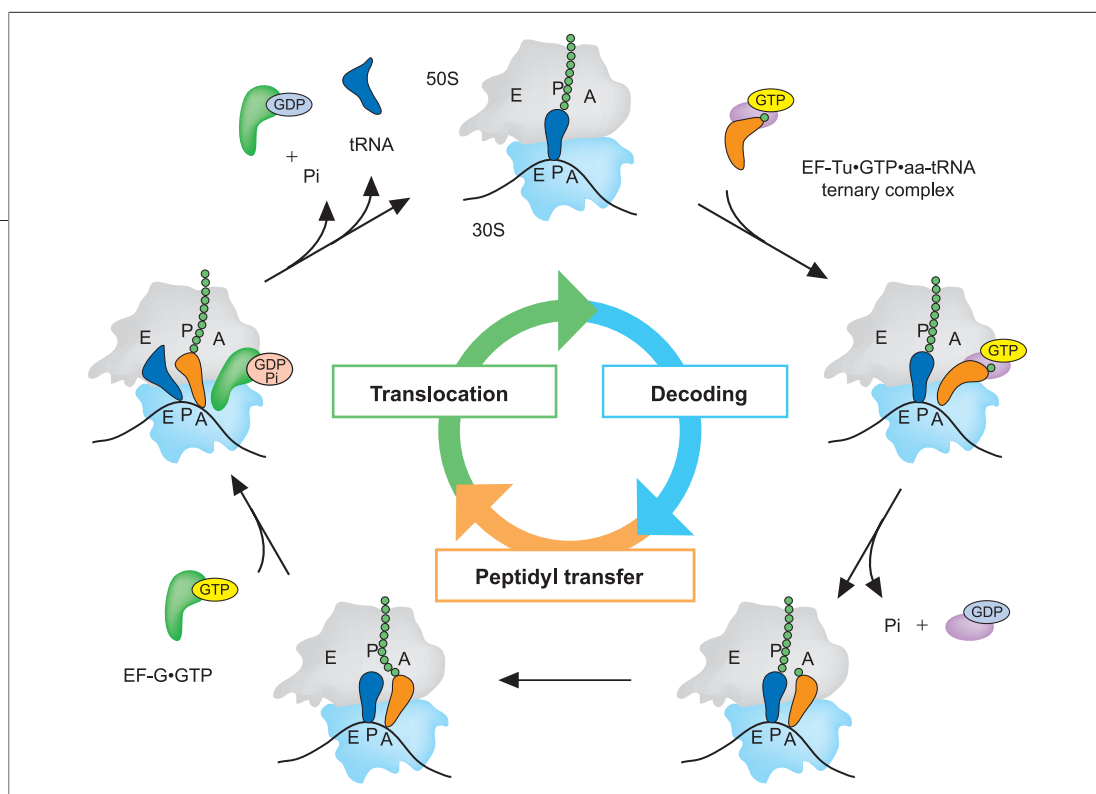 50S
E
P
A
E
P
A
30S
GDP
+
Pi
tRNA
GTP
EF-Tu•GTP•aa-tRNA
ternary complex
E
P
A
GTP
E
P
A
Pi + GDP
E
P
A
E
P
A
E
P
A
E
P
A
GTP
EF-G•GTP
E
P
A
GDP
Pi
E
P
A
Translocation
Decoding
Peptidyl transfer